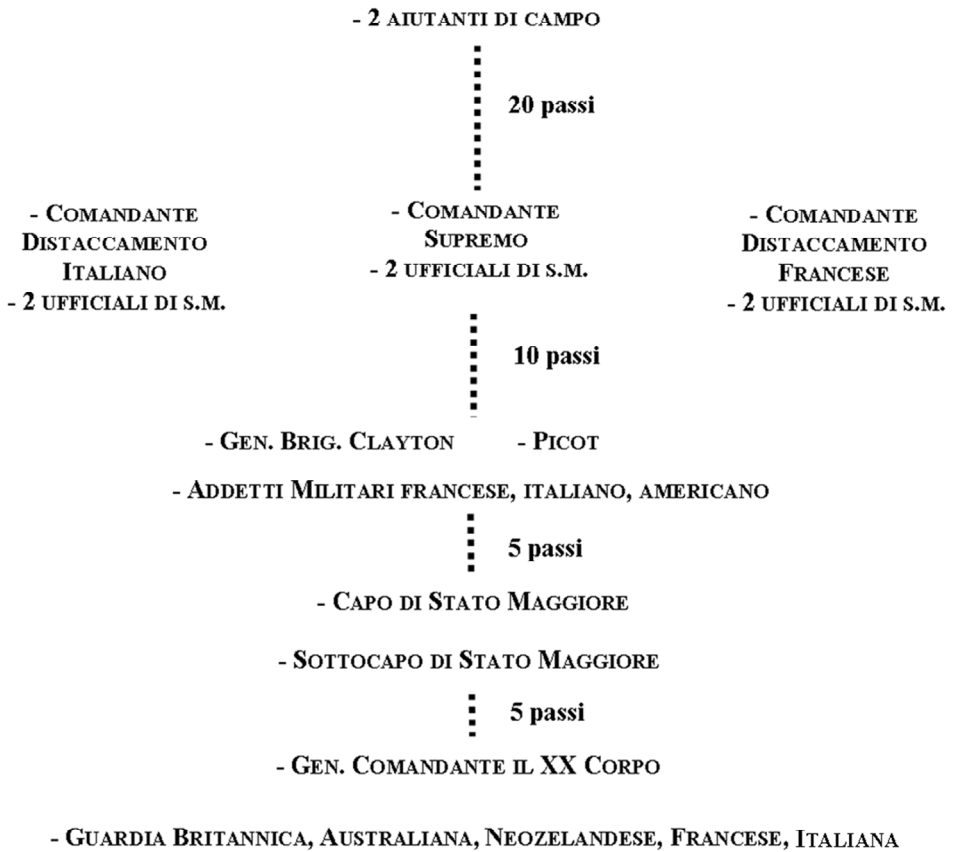 - 2 AIUTANTI DI CAMPO
20 passi
- COMANDANTE
DISTACCAMENTO
ITALIANO
- 2 UFFICIALI DI S.M.
- COMANDANTE
SUPREMO
- 2 UFFICIALI DI S.M.
- COMANDANTE
DISTACCAMENTO
FRANCESE
- 2 UFFICIALI DI S.M.
10 passi
- GEN. BRIG. CLAYTON - PICOT
- ADDETTI MILITARI FRANCESE, ITALIANO, AMERICANO
5 passi
- CAPO DI STATO MAGGIORE
- SOTTOCAPO DI STATO MAGGIORE
5 passi
- GEN. COMANDANTE IL XX CORPO
- GUARDIA BRITANNICA, AUSTRALIANA, NEOZELANDESE, FRANCESE, ITALIANA